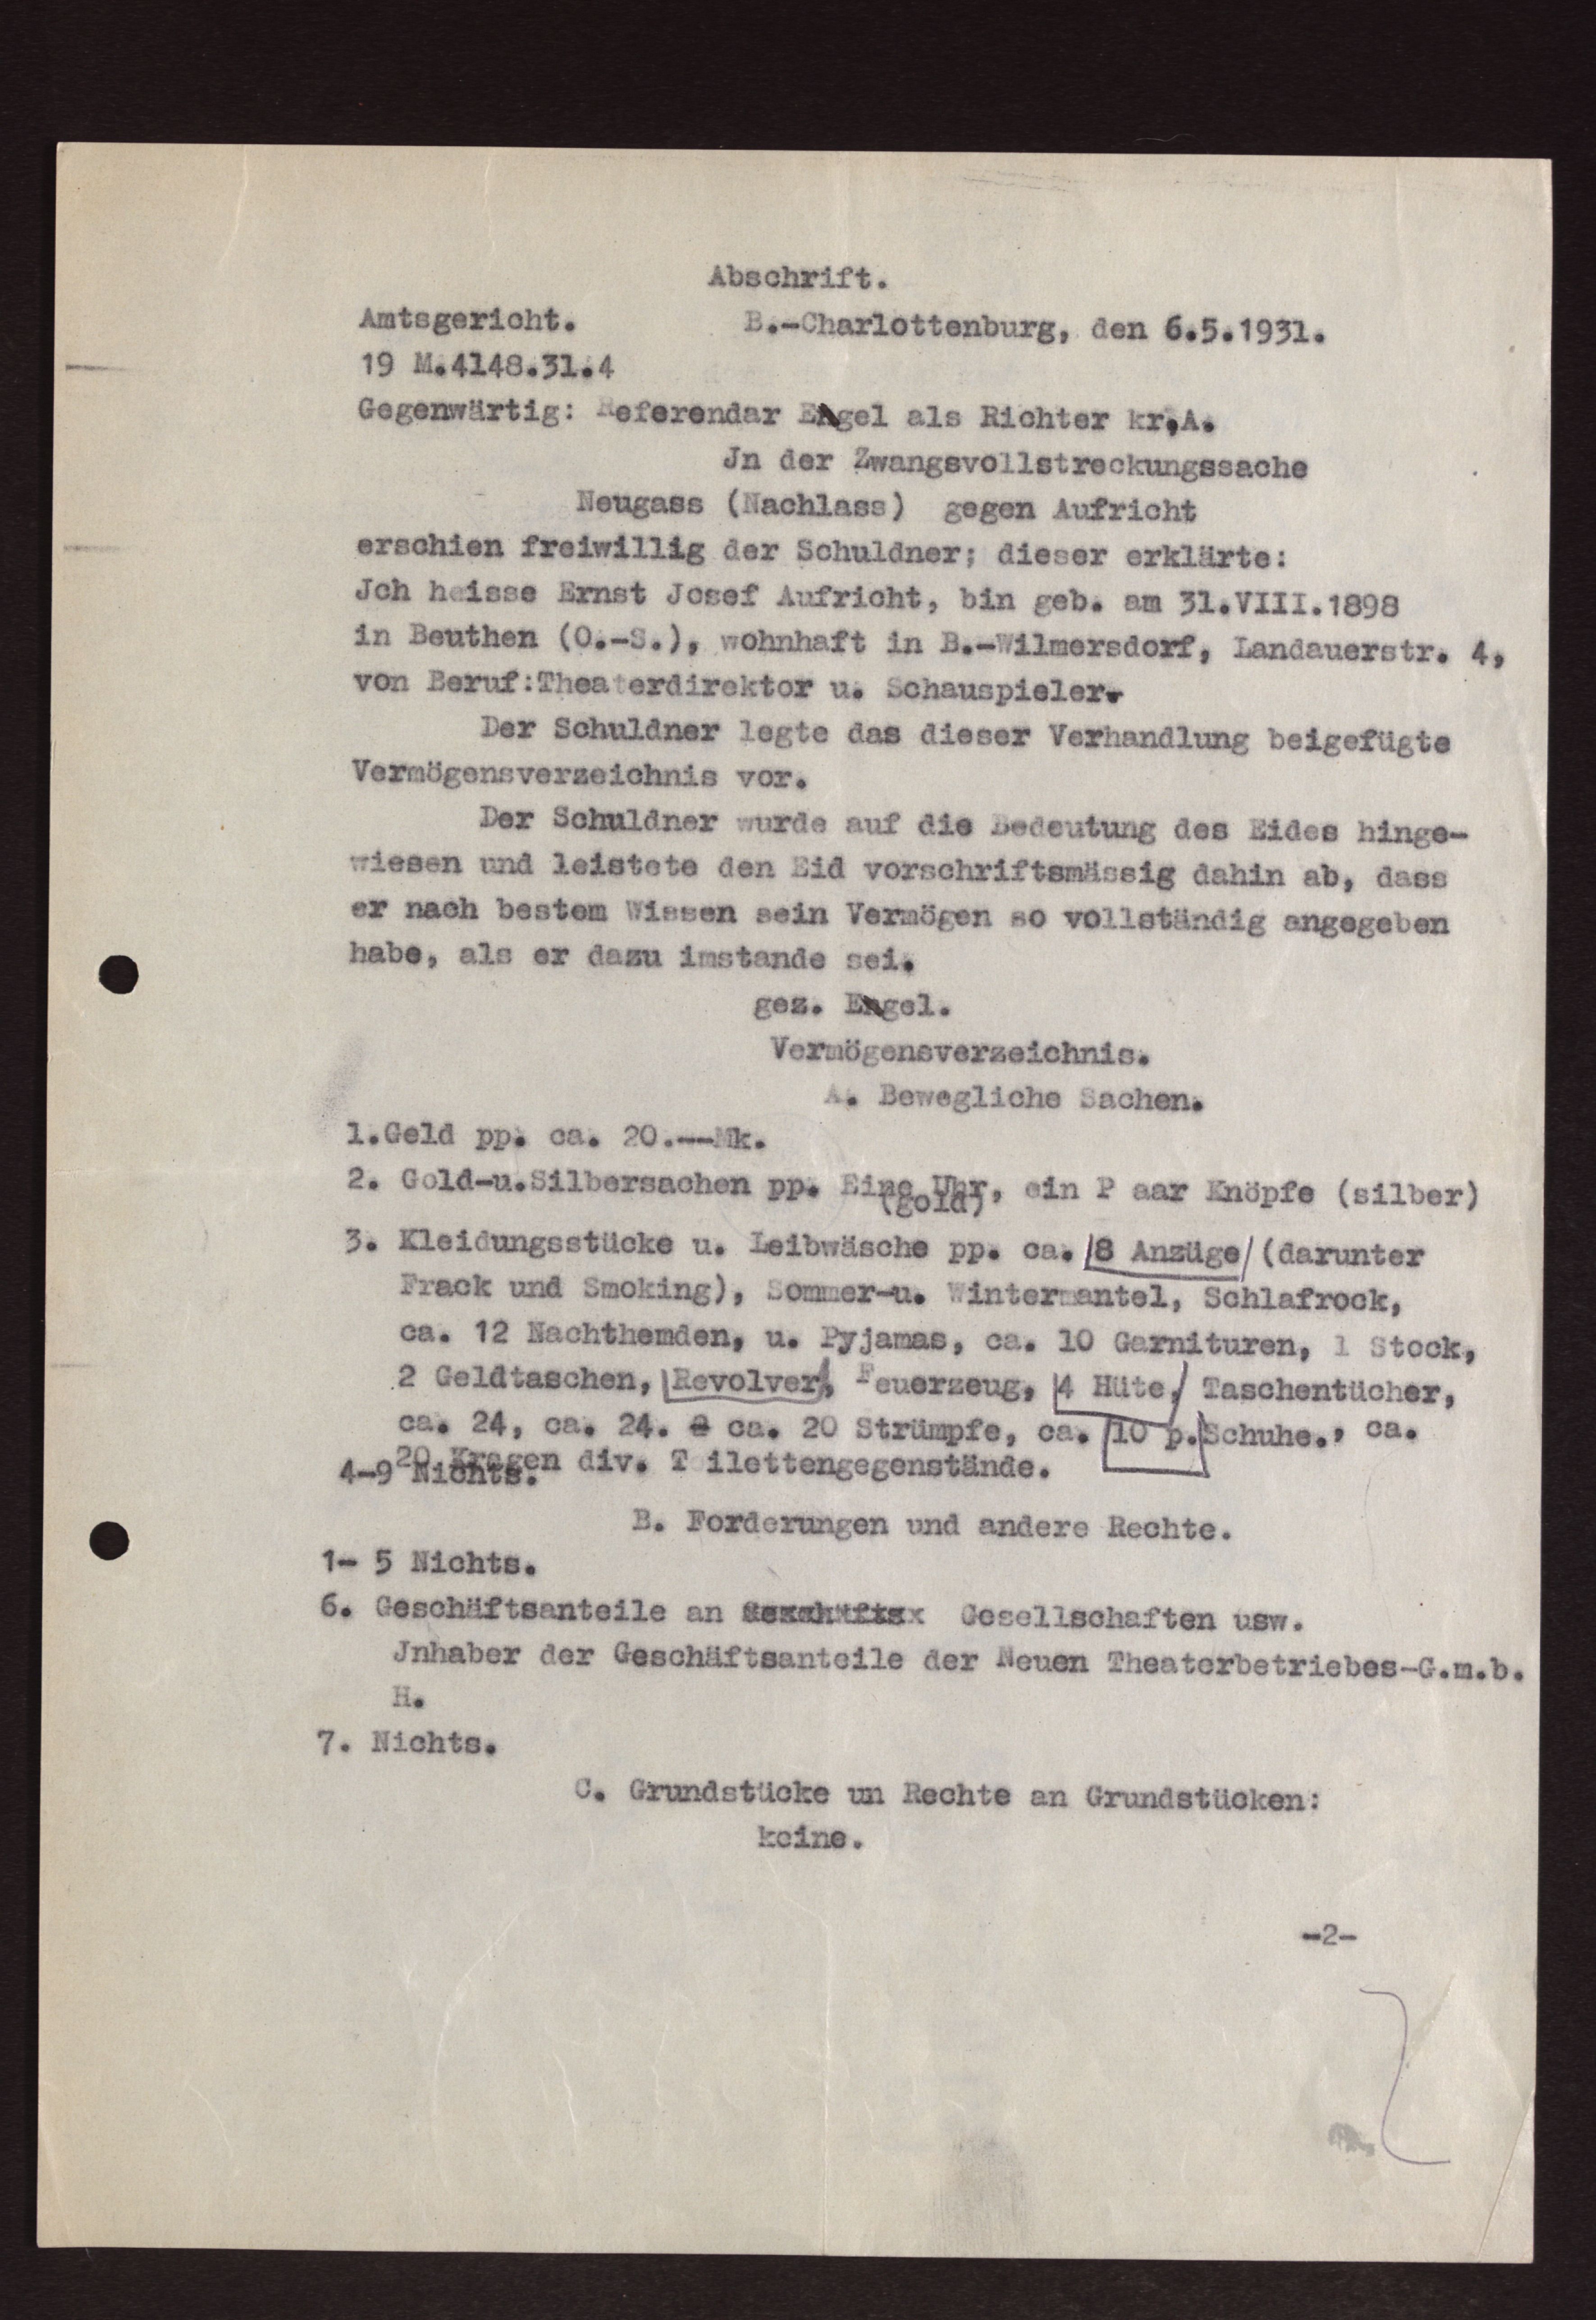 Abschrift.
Amtsgericht. B.-Charlottenburg, den 6.5.1931.
19 M.4148.31.4
Gegenwärtig: Referendar Engel als Richter kr.A.
Jn der Zwangsvollstreckungssache
Neugass (Nachlass) gegen Aufricht
erschien freiwillig der Schuldner; dieser erklärte:
Jch heisse Ernst Josef Aufricht, bin geb. am 31.VIII.1898
in Beuthen (O.-S.), wohnhaft in B.-Wilmersdorf, Landauerstr. 4,
von Beruf:Theaterdirektor u. Schauspieler.
Der Schuldner legte das dieser Verhandlung beigefügte
Vermögensverzeichnis vor.
Der Schuldner wurde auf die Bedeutung des Eides hinge-
wiesen und leistete den Eid vorschriftsmässig dahin ab, dass
er nach bestem Wissen sein Vermögen so vollständig angegeben
habe, als er dazu imstande sei.
gez. Engel.
Vermögensverzeichnis.
A. Bewegliche Sachen.
1.Geld pp. ca. 20.--Mk.
2. Gold-u.Silbersachen pp. Eine Uhr, ein P aar Knöpfe (silber)
(gold)
3. Kleidungsstücke u. Leibwäsche pp. ca. 8 Anzüge (darunter
Frack und Smoking), Sommer-u. Wintermantel, Schlafrock,
ca. 12 Nachthemden, u. Pyjamas, ca. 10 Garnituren, 1 Stock,
2 Geldtaschen, Revolver, Feuerzeug, 4 Hüte, Taschentücher,
ca. 24, ca. 24. ca. 20 Strümpfe, ca. 10 p.Schuhe., ca.
20 Kragen div. T ilettengegenstände.
4-9 Nichts.
B. Forderungen und andere Rechte.
1- 5 Nichts.
6. Geschäftsanteile an Gesellschaften usw.
Jnhaber der Geschäftsanteile der Neuen Theaterbetriebes-G.m.b.
H.
7. Nichts.
C. Grundstücke un Rechte an Grundstücken:
keine.
-2-